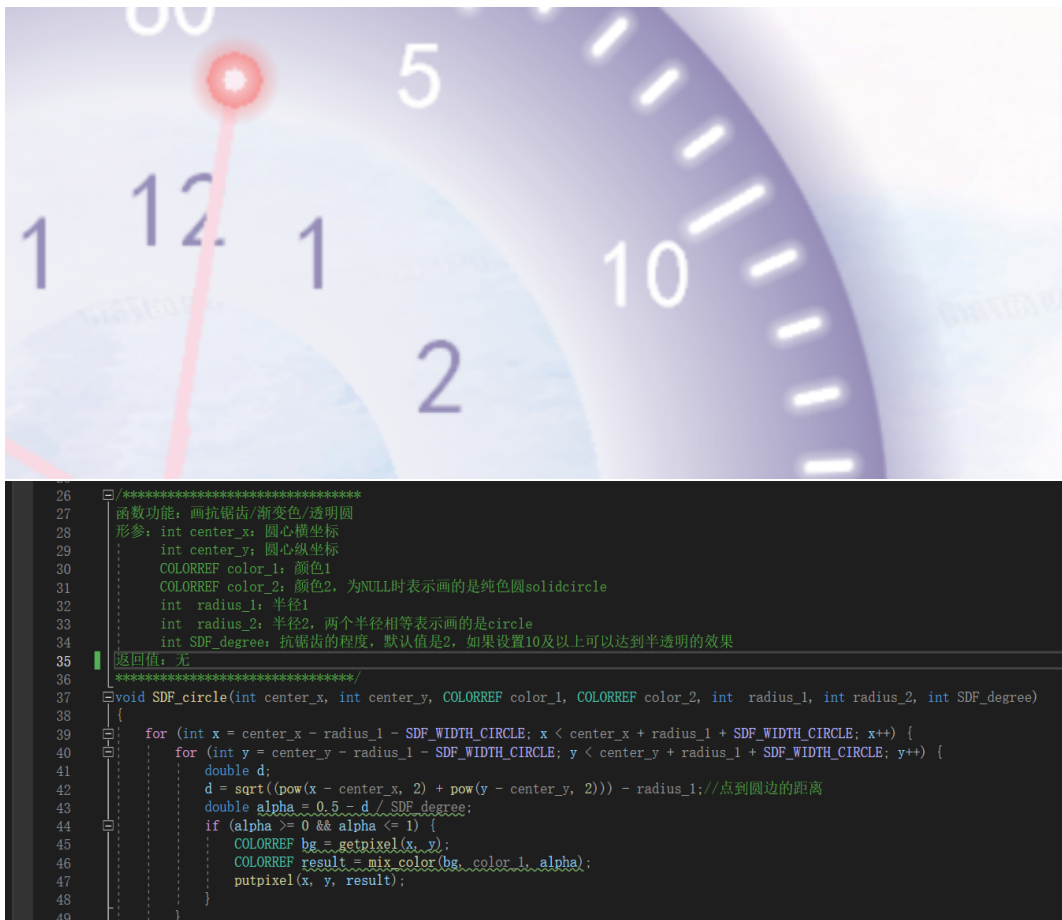 60
5
12
1
1
10
2
26 /********************************
27 函数功能：画抗锯齿/渐变色/透明圆
28 形参：int center_x：圆心横坐标
29 int center_y；圆心纵坐标
30 COLORREF color_1：颜色1
31 COLORREF color_2：颜色2，为NULL时表示画的是纯色圆solidcircle
32 int  radius_1：半径1
33 int  radius_2：半径2，两个半径相等表示画的是circle
34 int SDF_degree：抗锯齿的程度，默认值是2，如果设置10及以上可以达到半透明的效果
35 返回值：无
36 ********************************/
37 void SDF_circle(int center_x, int center_y, COLORREF color_1, COLORREF color_2, int  radius_1, int radius_2, int SDF_degree)
38 {
39 for (int x = center_x - radius_1 - SDF_WIDTH_CIRCLE; x < center_x + radius_1 + SDF_WIDTH_CIRCLE; x++) {
40 for (int y = center_y - radius_1 - SDF_WIDTH_CIRCLE; y < center_y + radius_1 + SDF_WIDTH_CIRCLE; y++) {
41 double d;
42 d = sqrt((pow(x - center_x, 2) + pow(y - center_y, 2))) - radius_1;//点到圆边的距离
43 double alpha = 0.5 - d / SDF_degree;
44 if (alpha >= 0 && alpha <= 1) {
45 COLORREF bg = getpixel(x, y);
46 COLORREF result = mix_color(bg, color_1, alpha);
47 putpixel(x, y, result);
48 }
49 }